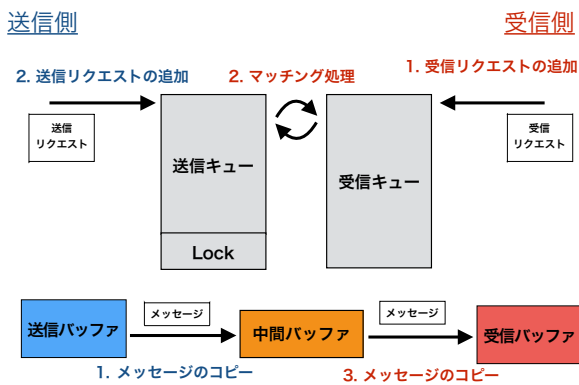 送信側
受信側
2. 送信リクエストの追加
2. マッチング処理
1. 受信リクエストの追加
送信
リクエスト
受信
リクエスト
送信キュー
受信キュー
Lock
送信バッファ
メッセージ
中間バッファ
メッセージ
受信バッファ
1. メッセージのコピー
3. メッセージのコピー